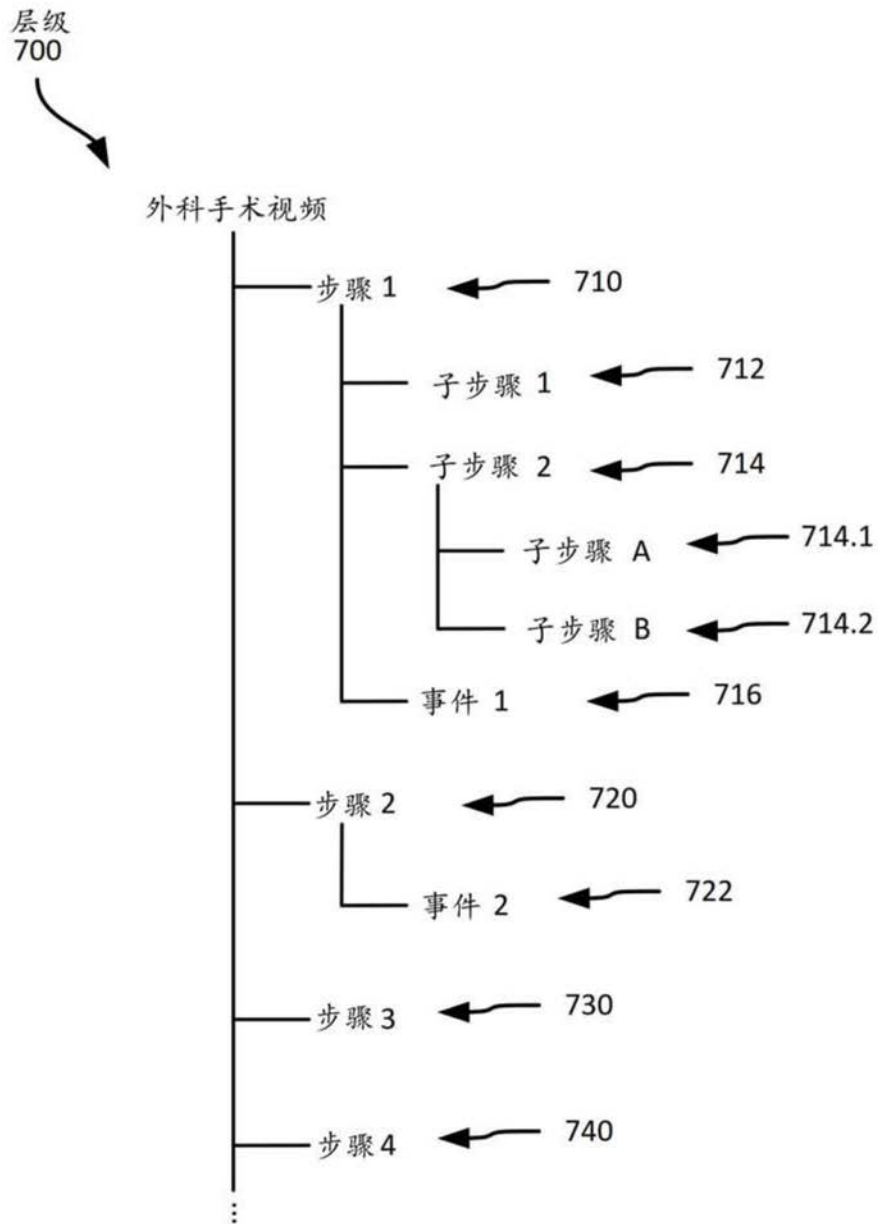 层级
700
外科手术视频
步骤 1 710
子步骤 1 712
子步骤 2 714
子步骤 A 714.1
子步骤 B 714.2
事件 1 716
步骤 2 720
事件 2 722
步骤 3 730
步骤 4 740
...